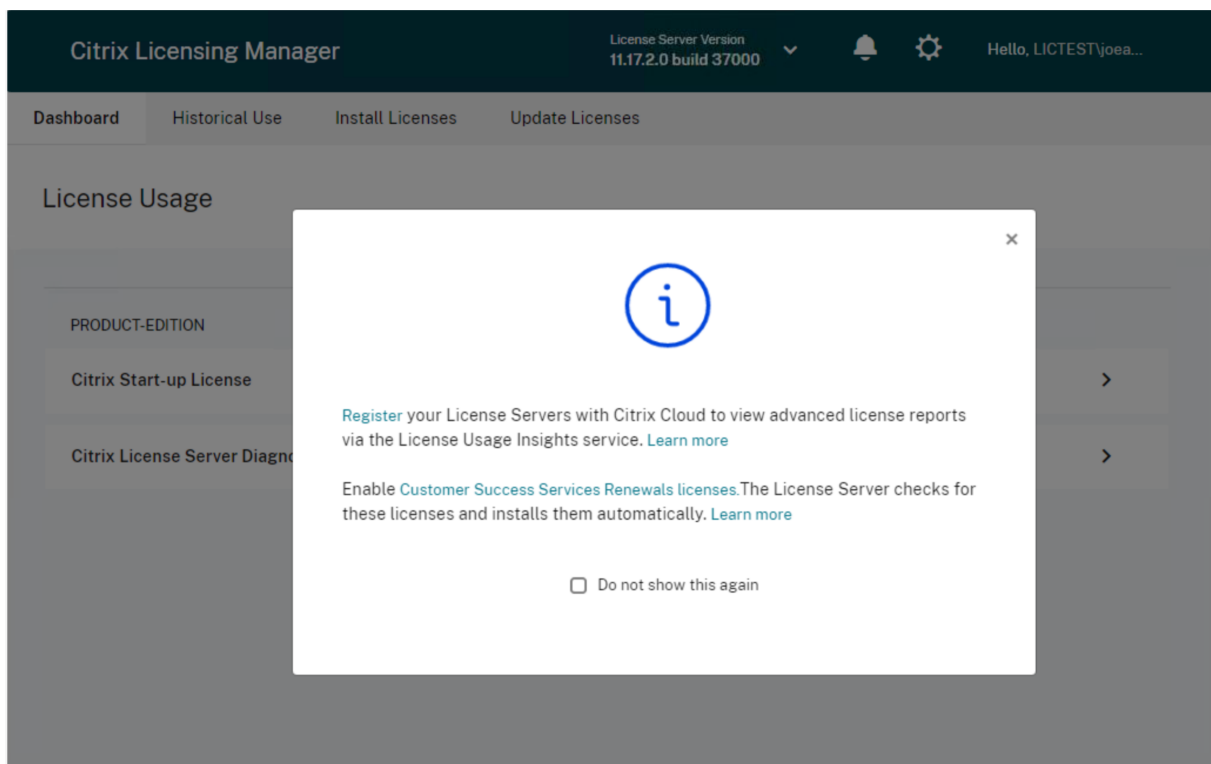 Citrix Licensing Manager
License Server Version
11.17.2.0 build 37000
Hello, LICTEST\joea...
Dashboard Historical Use Install Licenses Update Licenses
License Usage
PRODUCT-EDITION
Citrix Start-up License
Citrix License Server Diagno
Register your License Servers with Citrix Cloud to view advanced license reports
via the License Usage Insights service. Learn more
Enable Customer Success Services Renewals licenses.The License Server checks for
these licenses and installs them automatically. Learn more
Do not show this again